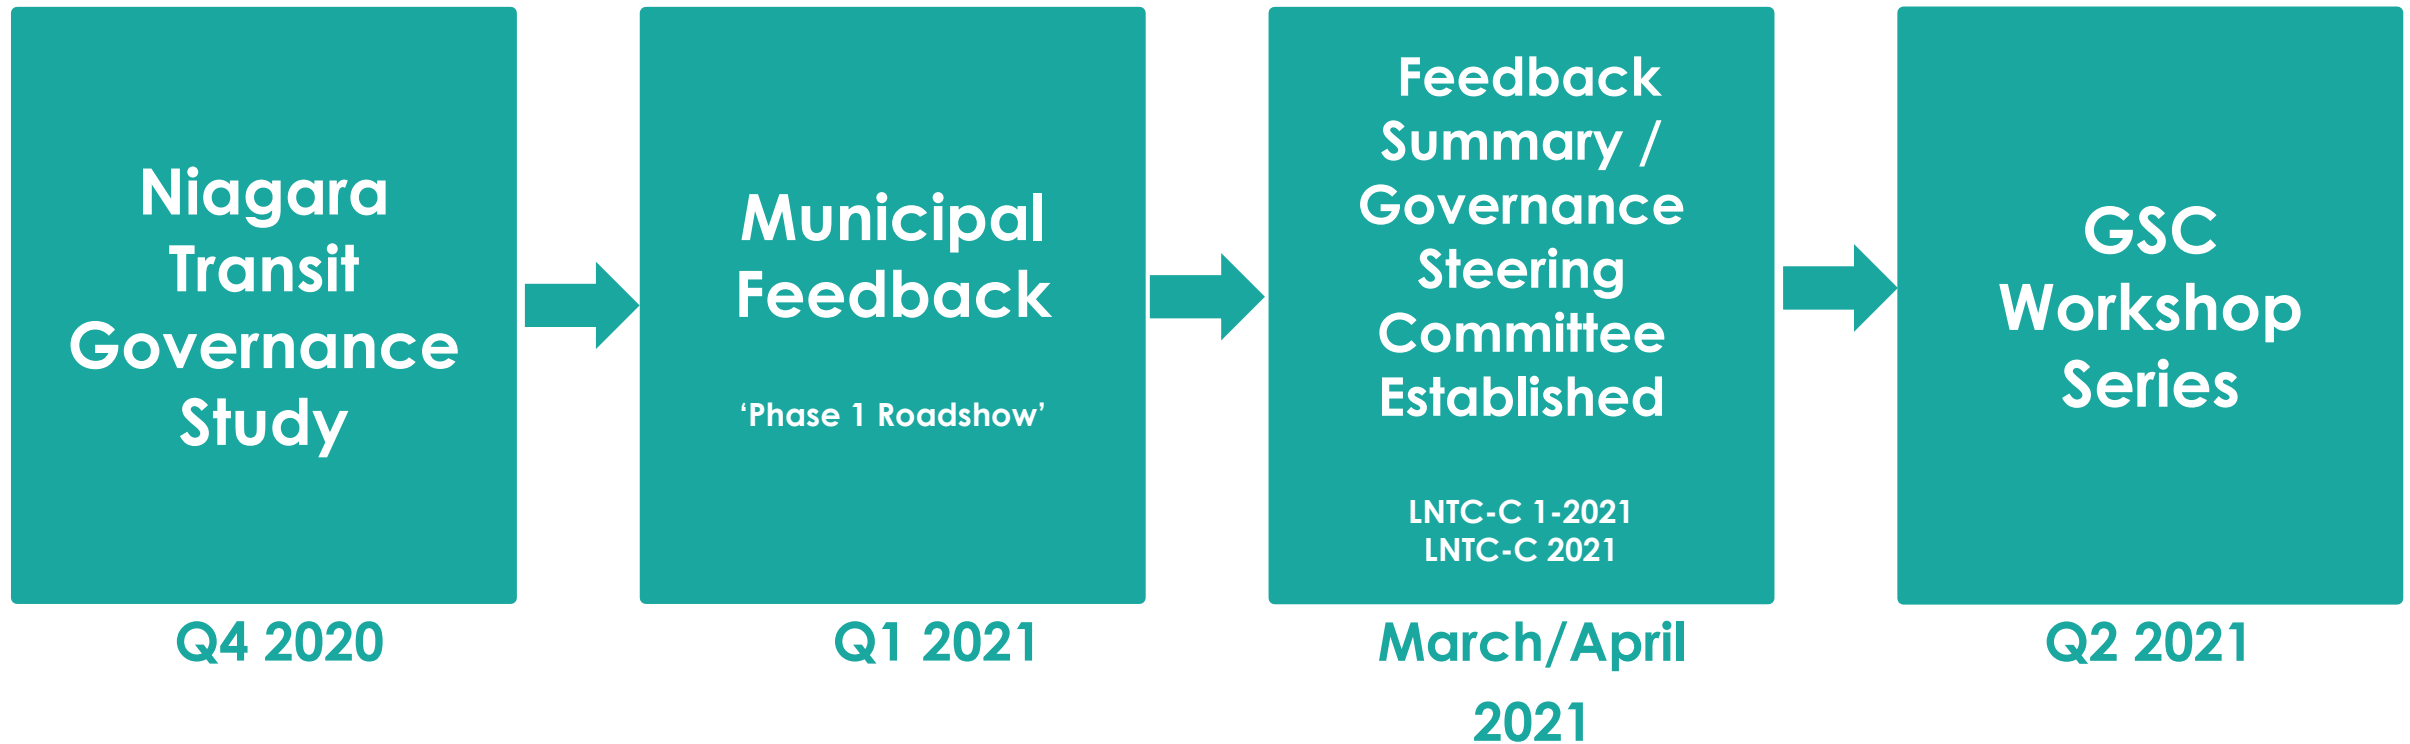 Niagara
Transit
Governance
Study
Q4 2020
Municipal
Feedback
‘Phase 1 Roadshow’
Q1 2021
Feedback
Summary /
Governance
Steering
Committee
Established
LNTC-C 1-2021
LNTC-C 2021
March/April
2021
GSC
Workshop
Series
Q2 2021